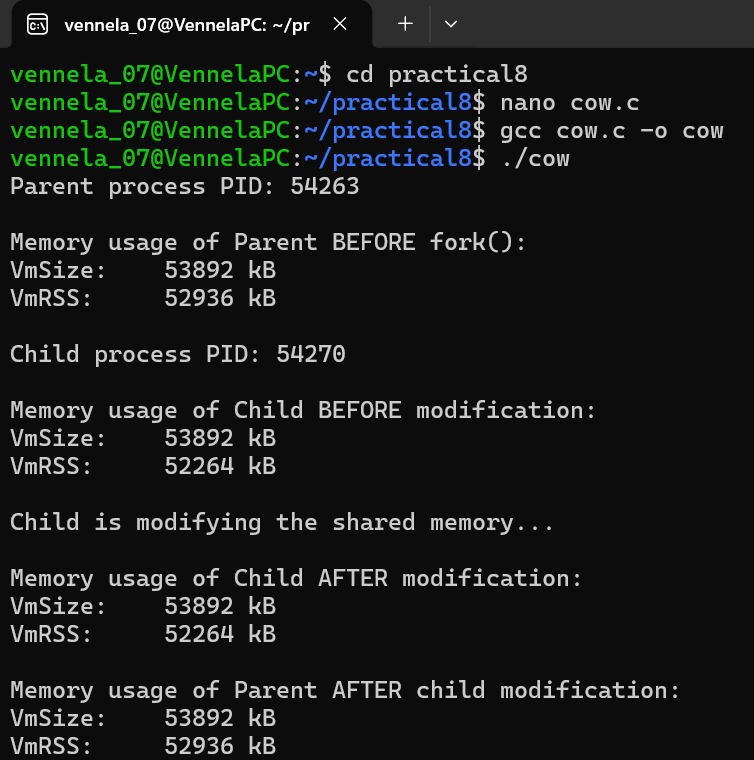 vennela_07@VennelaPC: ~/pr
vennela_07@VennelaPC:~$ cd practical8
vennela_07@VennelaPC:~/practical8$ nano cow.c
vennela_07@VennelaPC:~/practical8$ gcc cow.c -o cow
vennela_07@VennelaPC:~/practical8$ ./cow
Parent process PID: 54263
Memory usage of Parent BEFORE fork():
VmSize:    53892 kB
VmRSS:     52936 kB
Child process PID: 54270
Memory usage of Child BEFORE modification:
VmSize:    53892 kB
VmRSS:     52264 kB
Child is modifying the shared memory...
Memory usage of Child AFTER modification:
VmSize:    53892 kB
VmRSS:     52264 kB
Memory usage of Parent AFTER child modification:
VmSize:    53892 kB
VmRSS:     52936 kB